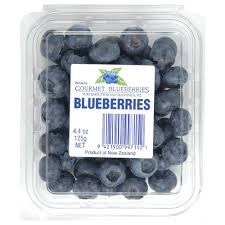 GOURMET BLUEBERRIES
BLUEBERRIES
4.4 oz
125g
NET
Product of New Zealand